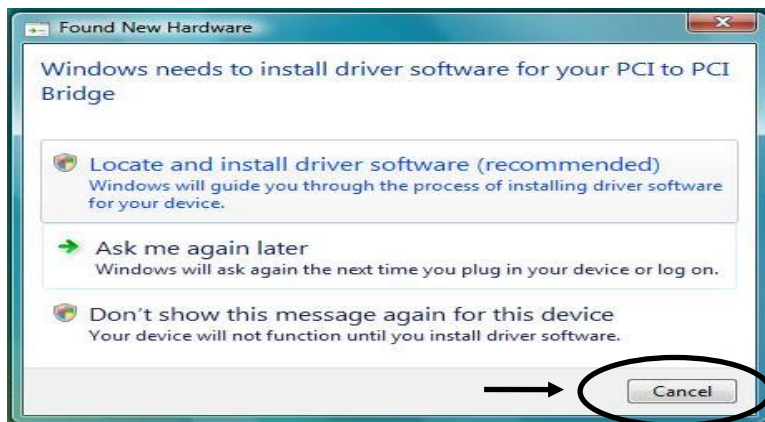 Found New Hardware
Windows needs to install driver software for your PCI to PCI
Bridge
Locate and install driver software (recommended)
Windows will guide you through the process of installing driver software
for your device.
Ask me again later
Windows will ask again the next time you plug in your device or log on.
Don't show this message again for this device
Your device will not function until you install driver software.
Cancel